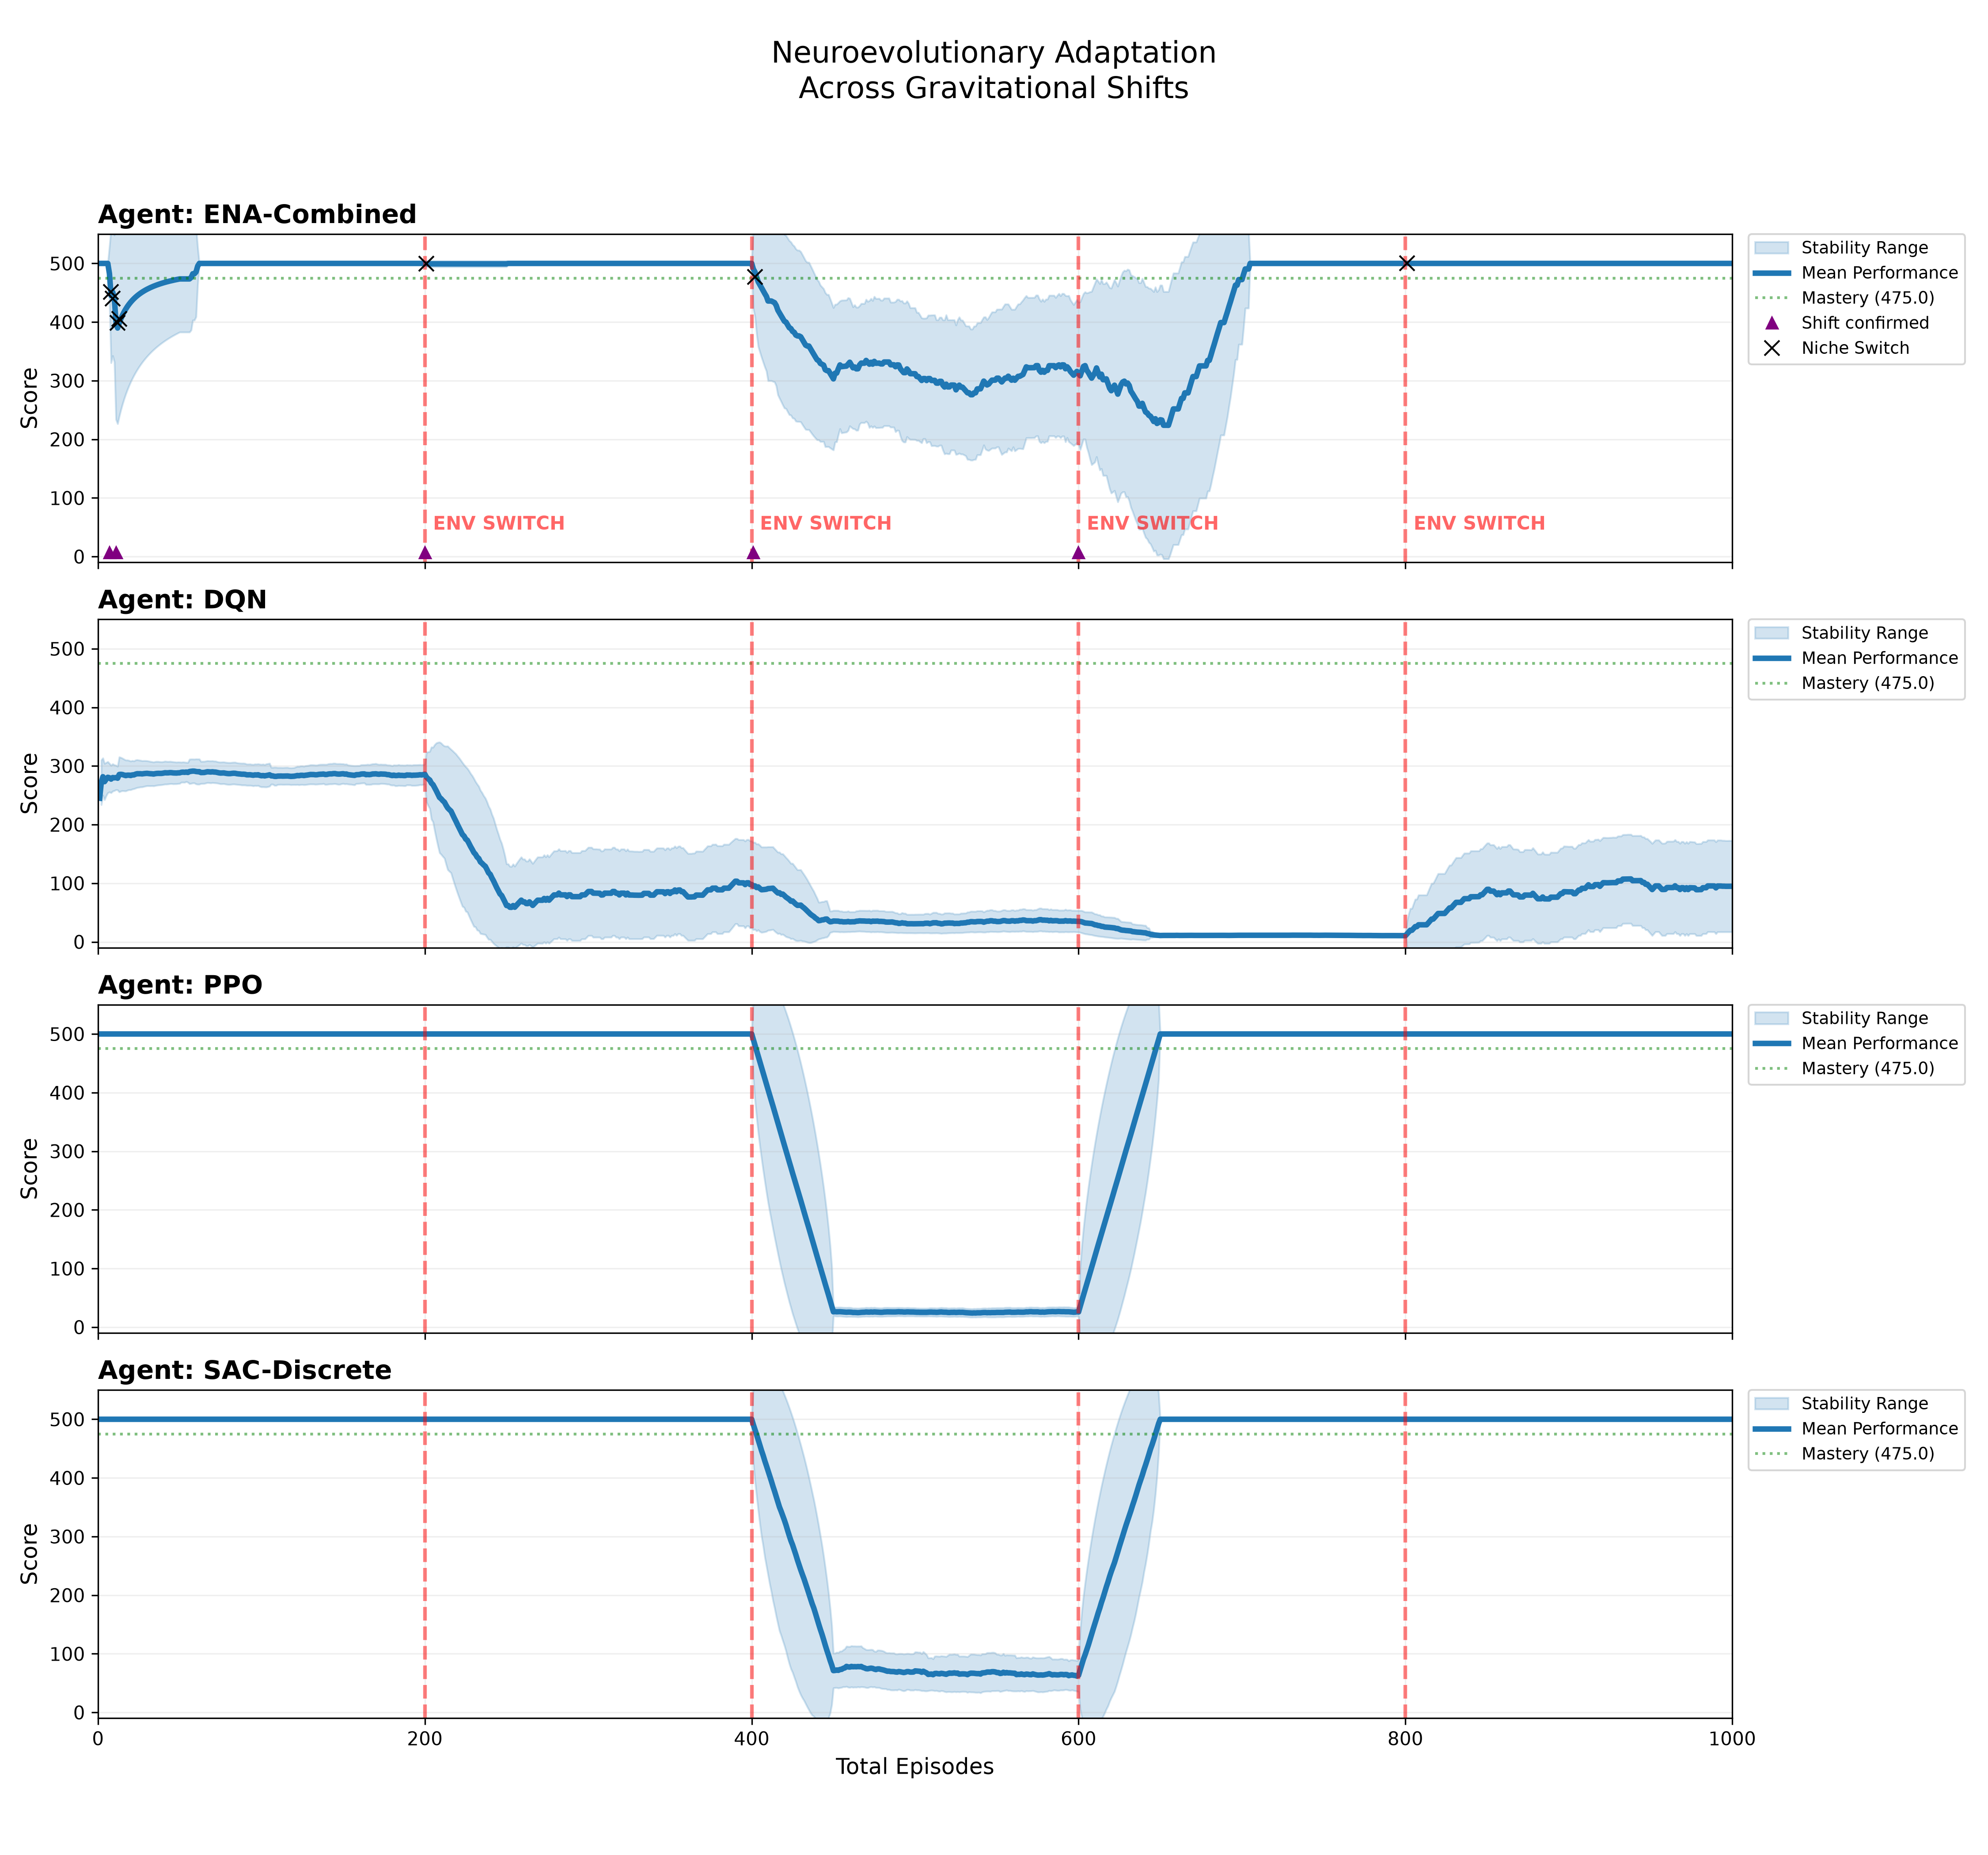 Neuroevolutionary Adaptation
Across Gravitational Shifts
Agent: ENA-Combined
Score
500
400
300
200
100
0
ENV SWITCH
ENV SWITCH
ENV SWITCH
ENV SWITCH
Stability Range
Mean Performance
Mastery (475.0)
Shift confirmed
Niche Switch
Agent: DQN
Score
500
400
300
200
100
0
Stability Range
Mean Performance
Mastery (475.0)
Agent: PPO
Score
500
400
300
200
100
0
Stability Range
Mean Performance
Mastery (475.0)
Agent: SAC-Discrete
Score
500
400
300
200
100
0
Stability Range
Mean Performance
Mastery (475.0)
0 200 400 600 800 1000
Total Episodes